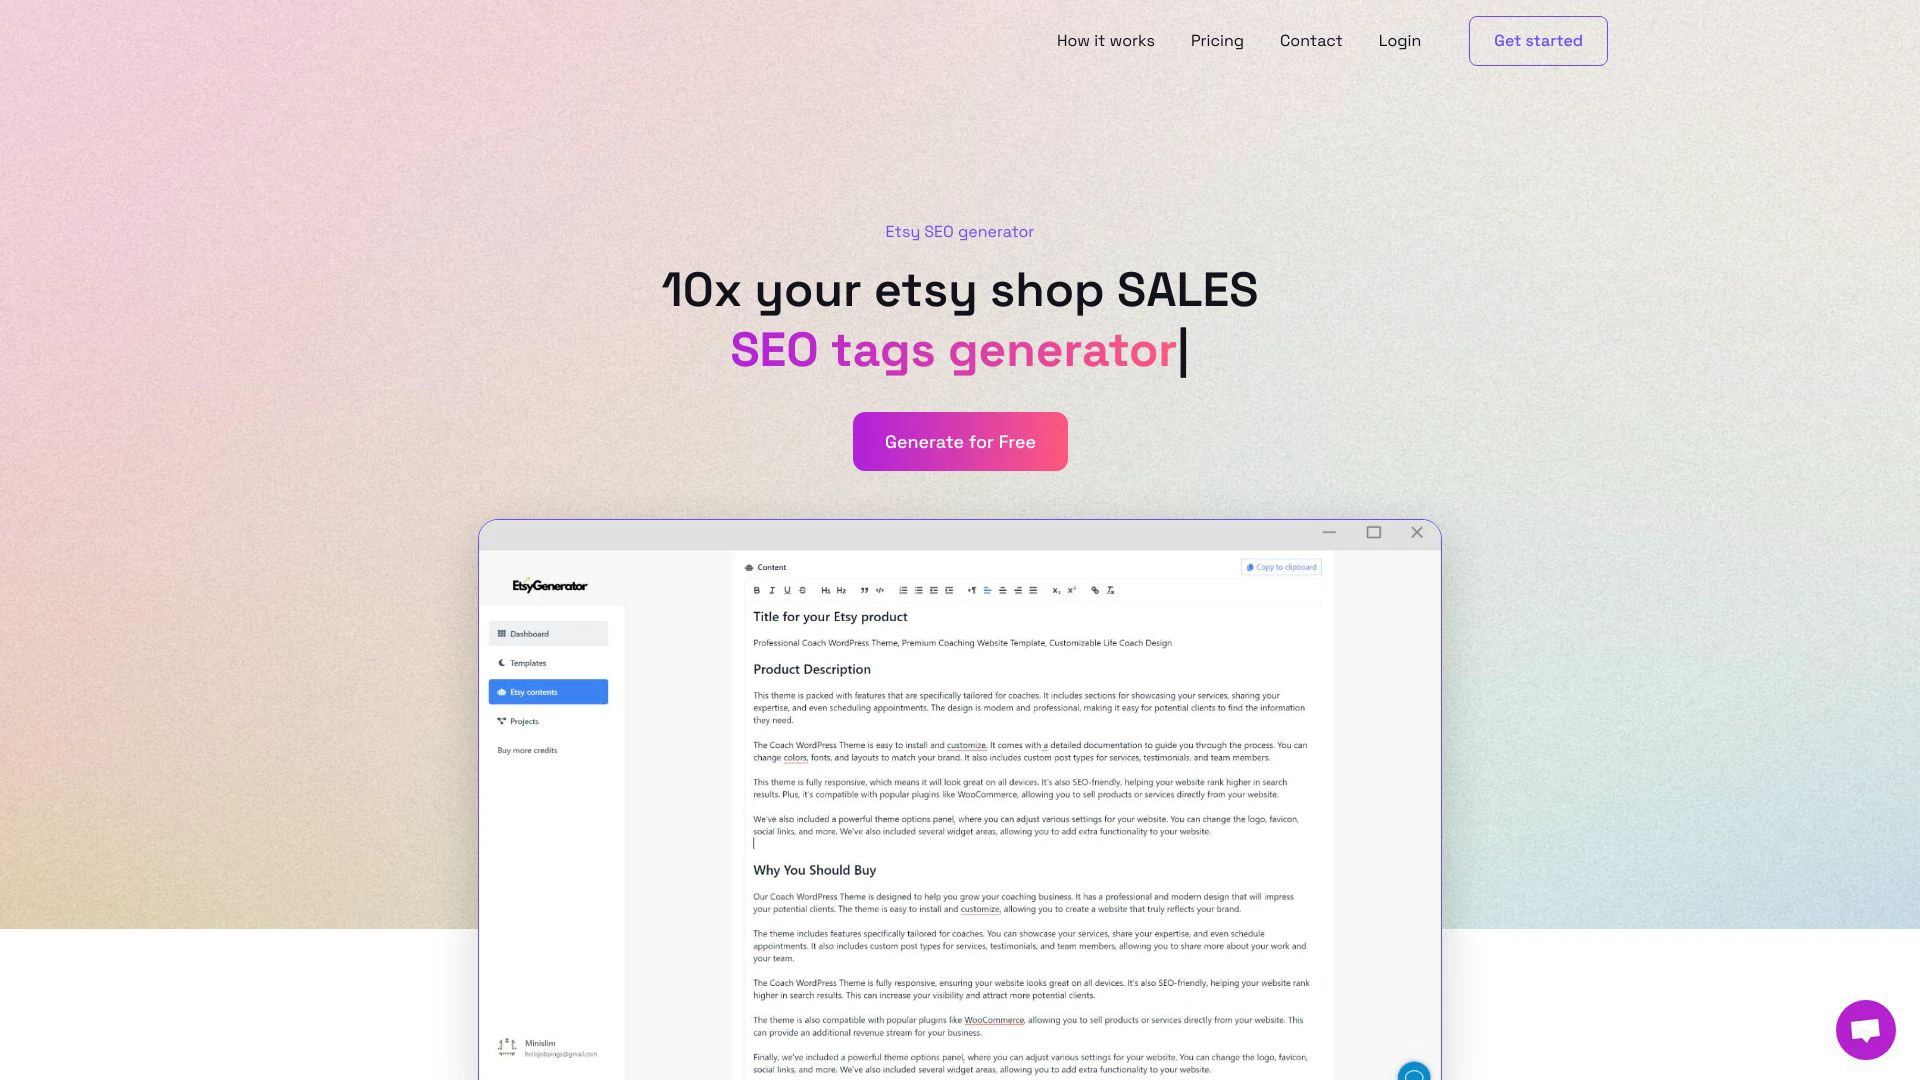 How it works Pricing Contact Login Get started
Etsy SEO generator
10x your etsy shop SALES
SEO tags generator|
Generate for Free
EtsyGenerator
Dashboard
Templates
Etsy contents
Projects
Buy more credits
Minislim
hellojobpings@gmail.com
Content Copy to clipboard
B I U S H1 H2
Title for your Etsy product
Professional Coach WordPress Theme, Premium Coaching Website Template, Customizable Life Coach Design
Product Description
This theme is packed with features that are specifically tailored for coaches. It includes sections for showcasing your services, sharing your
expertise, and even scheduling appointments. The design is modern and professional, making it easy for potential clients to find the information
they need.
The Coach WordPress Theme is easy to install and customize. It comes with a detailed documentation to guide you through the process. You can
change colors, fonts, and layouts to match your brand. It also includes custom post types for services, testimonials, and team members.
This theme is fully responsive, which means it will look great on all devices. It's also SEO-friendly, helping your website rank higher in search
results. Plus, it's compatible with popular plugins like WooCommerce, allowing you to sell products or services directly from your website.
We've also included a powerful theme options panel, where you can adjust various settings for your website. You can change the logo, favicon,
social links, and more. We've also included several widget areas, allowing you to add extra functionality to your website.
Why You Should Buy
Our Coach WordPress Theme is designed to help you grow your coaching business. It has a professional and modern design that will impress
your potential clients. The theme is easy to install and customize, allowing you to create a website that truly reflects your brand.
The theme includes features specifically tailored for coaches. You can showcase your services, share your expertise, and even schedule
appointments. It also includes custom post types for services, testimonials, and team members, allowing you to share more about your work and
your team.
The Coach WordPress Theme is fully responsive, ensuring your website looks great on all devices. It's also SEO-friendly, helping your website rank
higher in search results. This can increase your visibility and attract more potential clients.
The theme is also compatible with popular plugins like WooCommerce, allowing you to sell products or services directly from your website. This
can provide an additional revenue stream for your business.
Finally, we've included a powerful theme options panel, where you can adjust various settings for your website. You can change the logo, favicon,
social links, and more. We've also included several widget areas, allowing you to add extra functionality to your website.